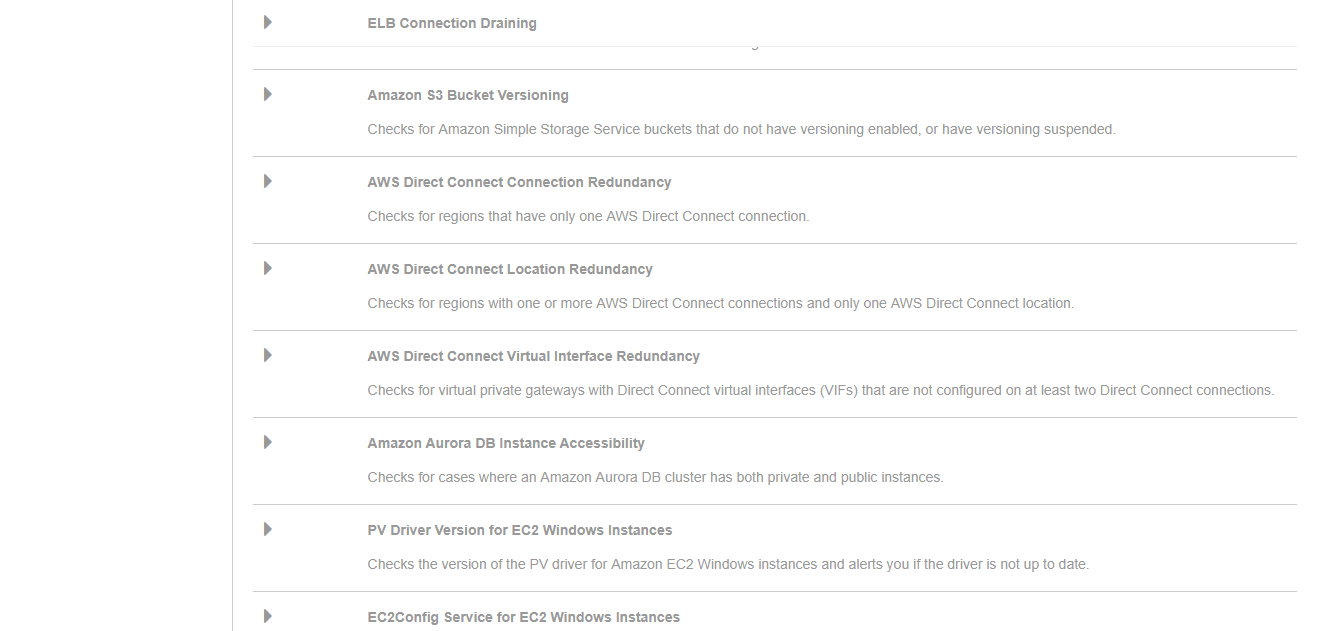 ELB Connection Draining
Amazon S3 Bucket Versioning
Checks for Amazon Simple Storage Service buckets that do not have versioning enabled, or have versioning suspended.
AWS Direct Connect Connection Redundancy
Checks for regions that have only one AWS Direct Connect connection.
AWS Direct Connect Location Redundancy
Checks for regions with one or more AWS Direct Connect connections and only one AWS Direct Connect location.
AWS Direct Connect Virtual Interface Redundancy
Checks for virtual private gateways with Direct Connect virtual interfaces (VIFs) that are not configured on at least two Direct Connect connections.
Amazon Aurora DB Instance Accessibility
Checks for cases where an Amazon Aurora DB cluster has both private and public instances.
PV Driver Version for EC2 Windows Instances
Checks the version of the PV driver for Amazon EC2 Windows instances and alerts you if the driver is not up to date.
EC2Config Service for EC2 Windows Instances